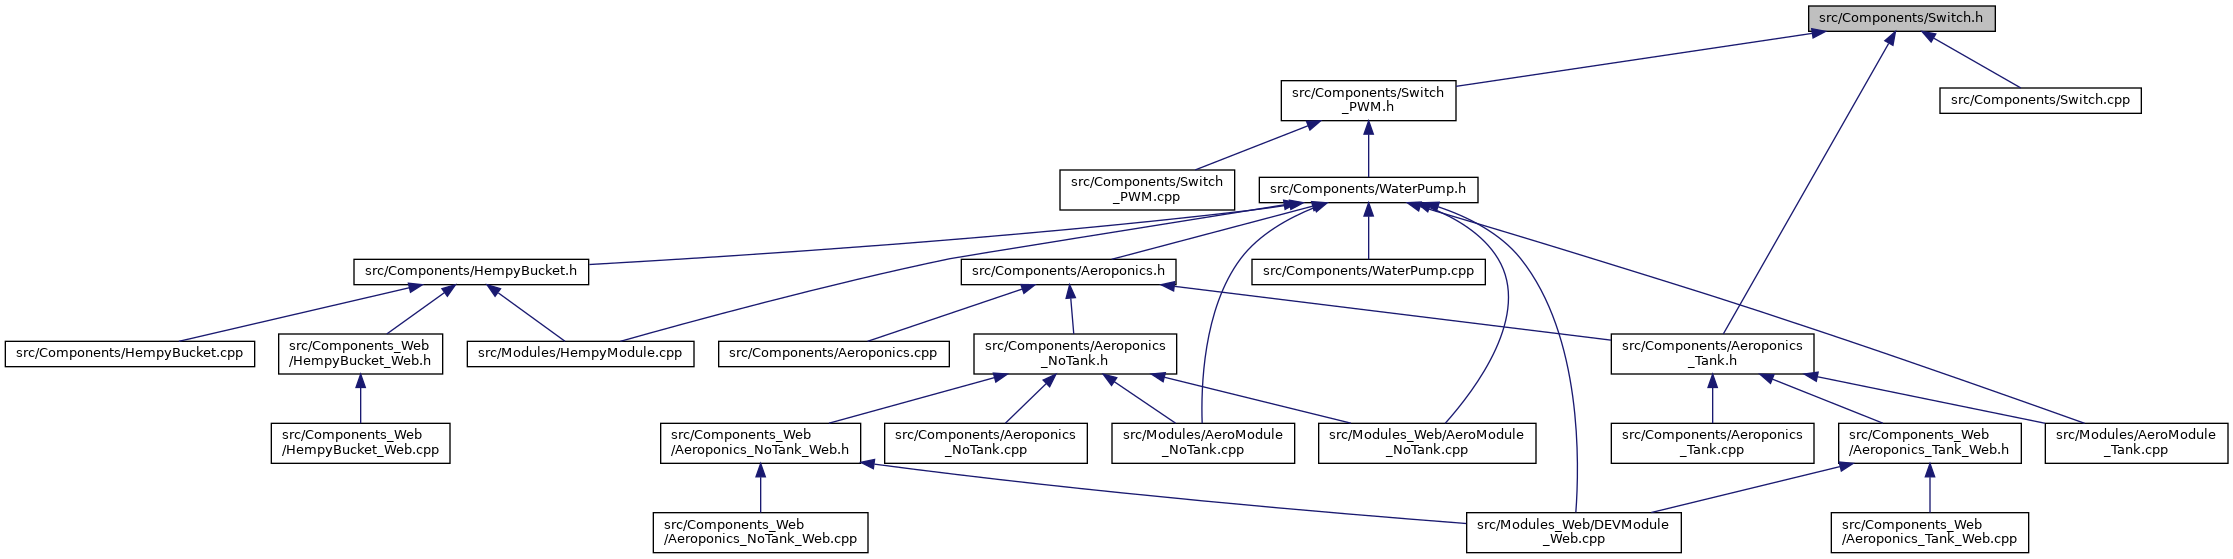 src/Components/Switch.h
src/Components/Switch
_PWM.h
src/Components/Switch.cpp
src/Components/Switch
_PWM.cpp
src/Components/WaterPump.h
src/Components/HempyBucket.h
src/Components/Aeroponics.h
src/Components/WaterPump.cpp
src/Components/HempyBucket.cpp
src/Components_Web
/HempyBucket_Web.h
src/Modules/HempyModule.cpp
src/Components/Aeroponics.cpp
src/Components/Aeroponics
_NoTank.h
src/Components/Aeroponics
_Tank.h
src/Components_Web
/HempyBucket_Web.cpp
src/Components_Web
/Aeroponics_NoTank_Web.h
src/Components/Aeroponics
_NoTank.cpp
src/Modules/AeroModule
_NoTank.cpp
src/Modules_Web/AeroModule
_NoTank.cpp
src/Components/Aeroponics
_Tank.cpp
src/Components_Web
/Aeroponics_Tank_Web.h
src/Modules/AeroModule
_Tank.cpp
src/Components_Web
/Aeroponics_NoTank_Web.cpp
src/Modules_Web/DEVModule
_Web.cpp
src/Components_Web
/Aeroponics_Tank_Web.cpp